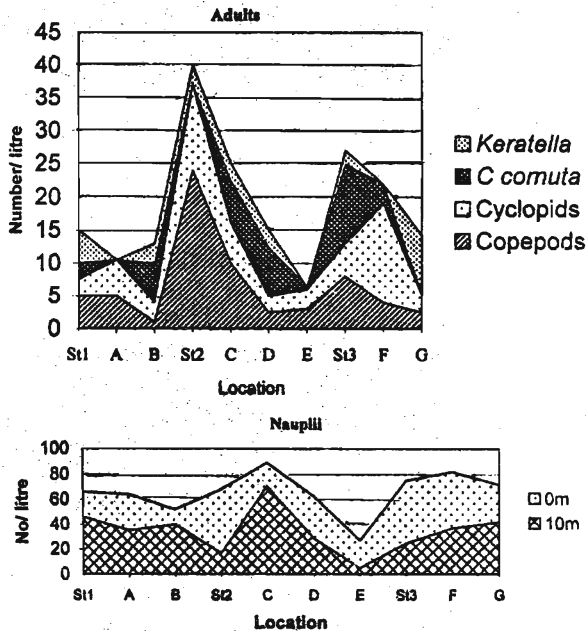 Adults
45
40
35
30
25
20
15
10
5
0
Number/ litre
St1 A B St2 C D E St3 F G
Location
Keratella
C cornuta
Cyclopids
Copepods
Nauplii
100
80
60
40
20
0
No/ litre
St1 A B St2 C D E St3 F G
Location
0m
10m